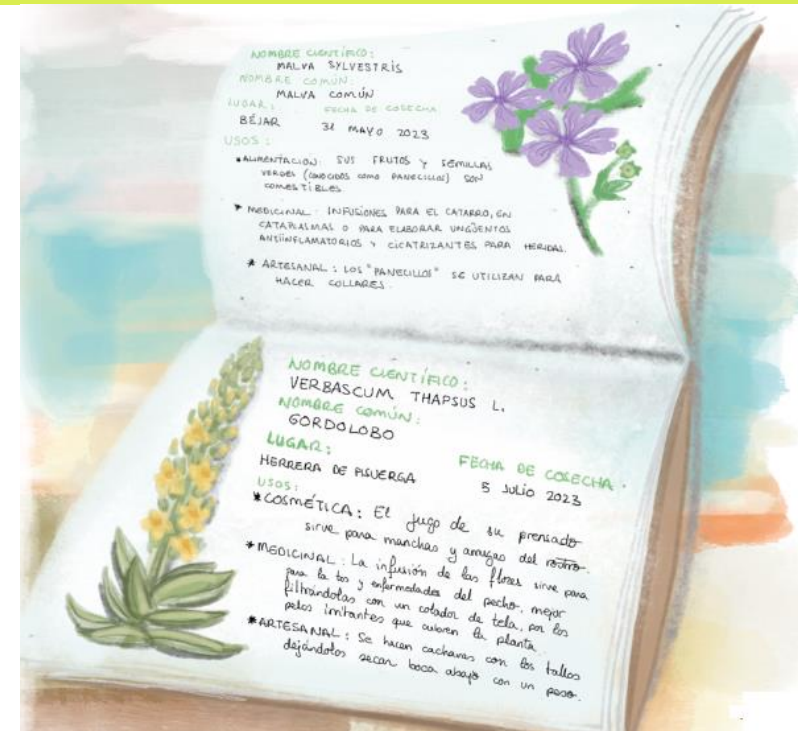 NOMBRE CIENTÍFICO:
MALVA SYLVESTRIS
NOMBRE COMÚN:
MALVA COMÚN
LUGAR: FECHA DE COSECHA
BÉJAR 31 MAYO 2023
USOS:
* ALIMENTACION: SUS FRUTOS Y SEMILLAS
VERDES (CONOCIDOS COMO PANECILLOS) SON
COMESTIBLES.
* MEDICINAL: INFUSIONES PARA EL CATARRO, EN
CATAPLASMAS O PARA ELABORAR UNGÜENTOS
ANTIINFLAMATORIOS Y CICATRIZANTES PARA HERIDAS.
* ARTESANAL: LOS "PANECILLOS" SE UTILIZAN PARA
HACER COLLARES.
NOMBRE CIENTÍFICO:
VERBASCUM THAPSUS L.
NOMBRE COMÚN:
GORDOLOBO
LUGAR: FECHA DE COSECHA.
HERRERA DE PISUERGA 5 JULIO 2023
USOS:
* COSMÉTICA: El jugo de su prensado
sirve para manchas y arrugas del rostro.
* MEDICINAL: La infusión de las flores sirve para
para la tos y enfermedades del pecho, mejor
filtrándolas con un colador de tela, por los
pelos irritantes que cubren la planta.
* ARTESANAL: Se hacen cachavas con los tallos
dejándolos secar boca abajo con un peso.